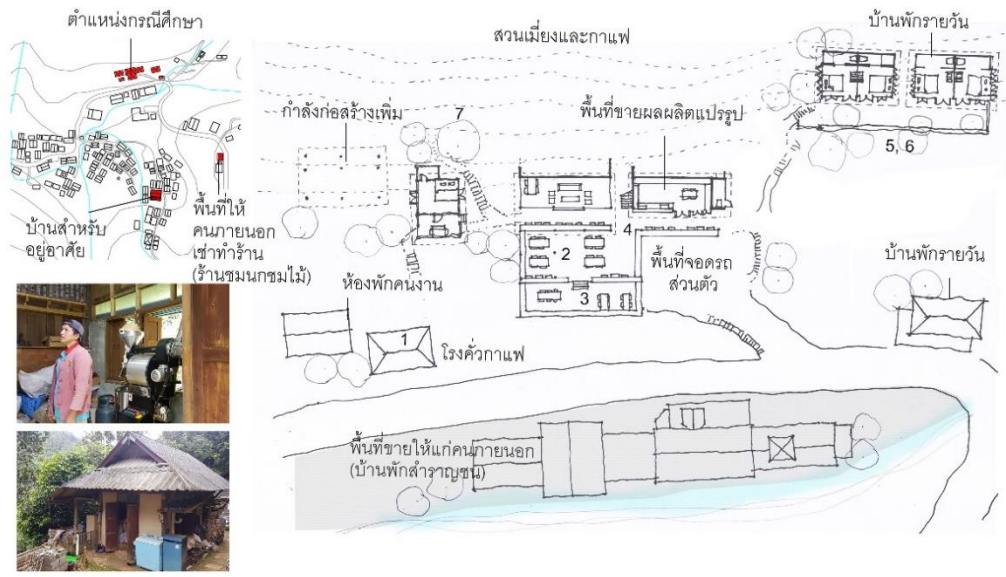 ตำแหน่งกรณีศึกษา
บ้านสำหรับ
อยู่อาศัย
พื้นที่ให้
คนภายนอก
เช่าทำร้าน
(ร้านชมนกชมไม้)
สวนเมี่ยงและกาแฟ
บ้านพักรายวัน
กำลังก่อสร้างเพิ่ม
7
พื้นที่ขายผลผลิตแปรรูป
5, 6
4
2
3
พื้นที่จอดรถ
ส่วนตัว
บ้านพักรายวัน
ห้องพักคนงาน
1
โรงคั่วกาแฟ
พื้นที่ขายให้แก่คนภายนอก
(บ้านพักสำราญชน)